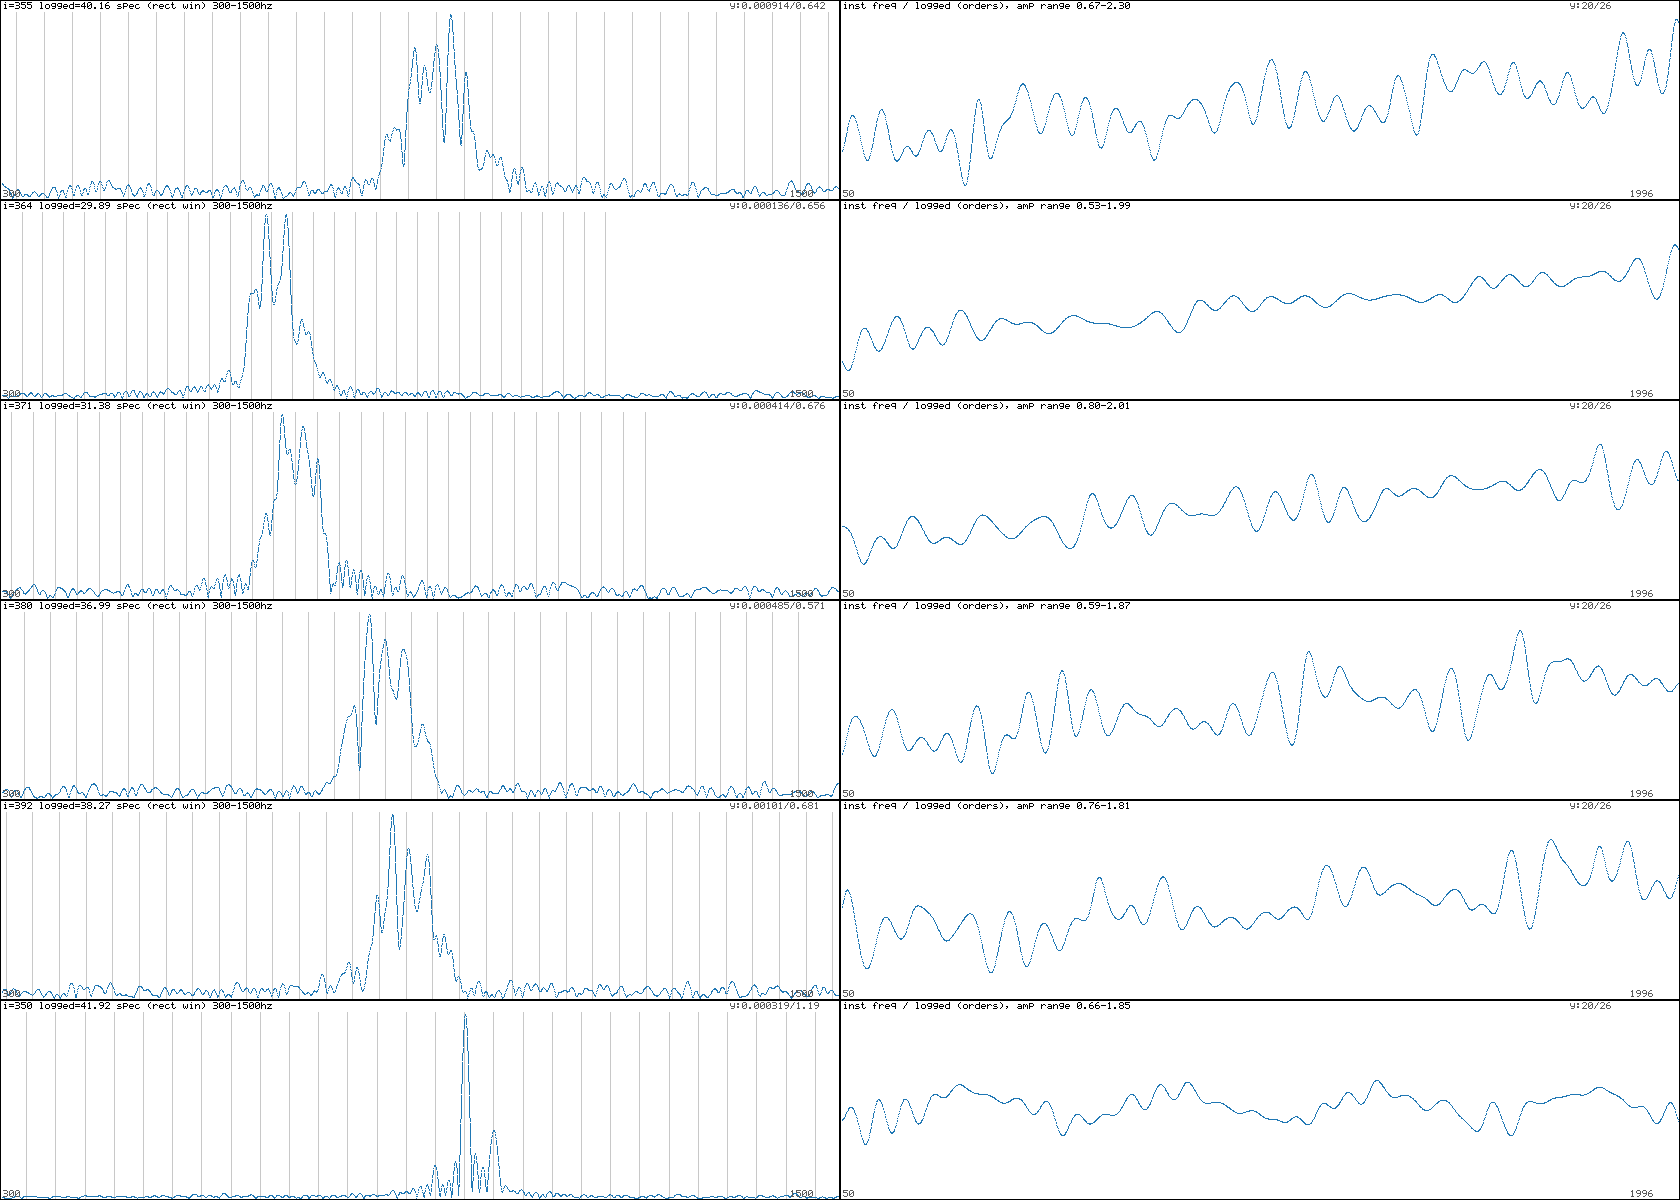 i=355 logged=40.16 spec (rect win) 300-1500hz y:0.000914/0.642
inst freq / logged (orders), amp range 0.67-2.30 y:20/26
300 1500
50 1996
i=364 logged=29.89 spec (rect win) 300-1500hz y:0.000136/0.656
inst freq / logged (orders), amp range 0.53-1.99 y:20/26
300 1500
50 1996
i=371 logged=31.38 spec (rect win) 300-1500hz y:0.000414/0.676
inst freq / logged (orders), amp range 0.80-2.01 y:20/26
300 1500
50 1996
i=380 logged=36.99 spec (rect win) 300-1500hz y:0.000485/0.571
inst freq / logged (orders), amp range 0.59-1.87 y:20/26
300 1500
50 1996
i=392 logged=38.27 spec (rect win) 300-1500hz y:0.00101/0.681
inst freq / logged (orders), amp range 0.76-1.81 y:20/26
300 1500
50 1996
i=350 logged=41.92 spec (rect win) 300-1500hz y:0.000319/1.19
inst freq / logged (orders), amp range 0.66-1.85 y:20/26
300 1500
50 1996